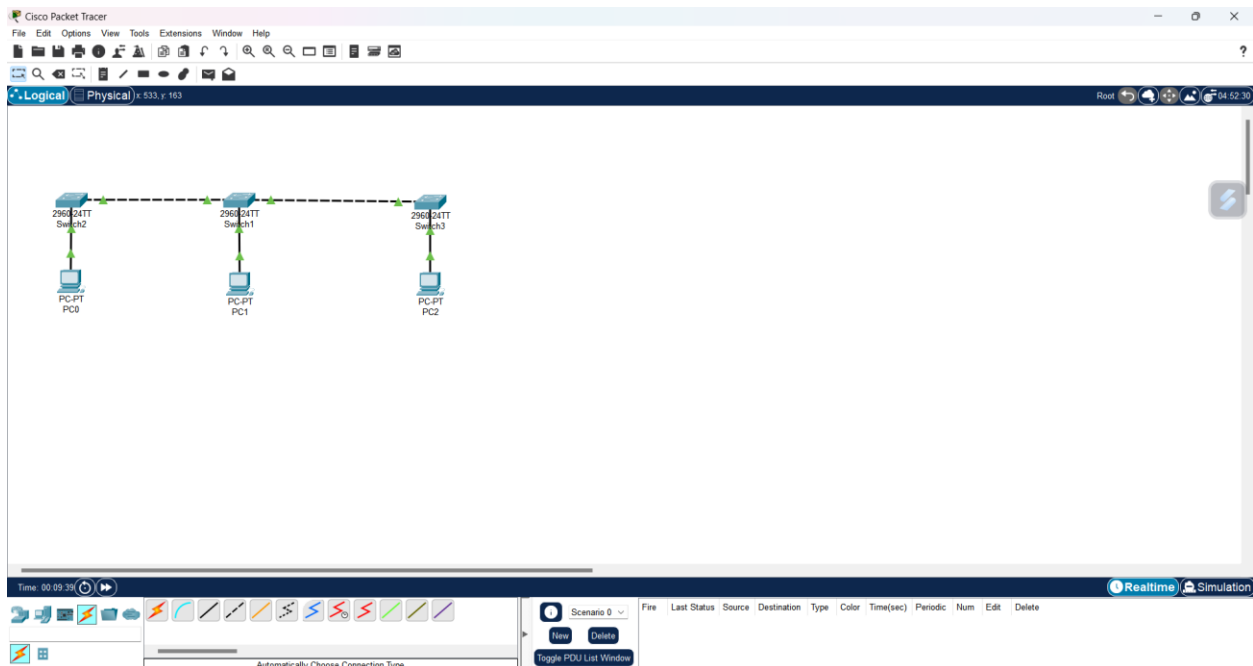 Cisco Packet Tracer
File Edit Options View Tools Extensions Window Help
?
Logical Physical x: 533, y: 163 Root 04:52:30
2960-24TT 2960-24TT 2960-24TT
Switch2 Switch1 Switch3
PC-PT PC-PT PC-PT
PC0 PC1 PC2
Time: 00:09:39 Realtime Simulation
Scenario 0 Fire Last Status Source Destination Type Color Time(sec) Periodic Num Edit Delete
New Delete
Toggle PDU List Window
Automatically Choose Connection Type